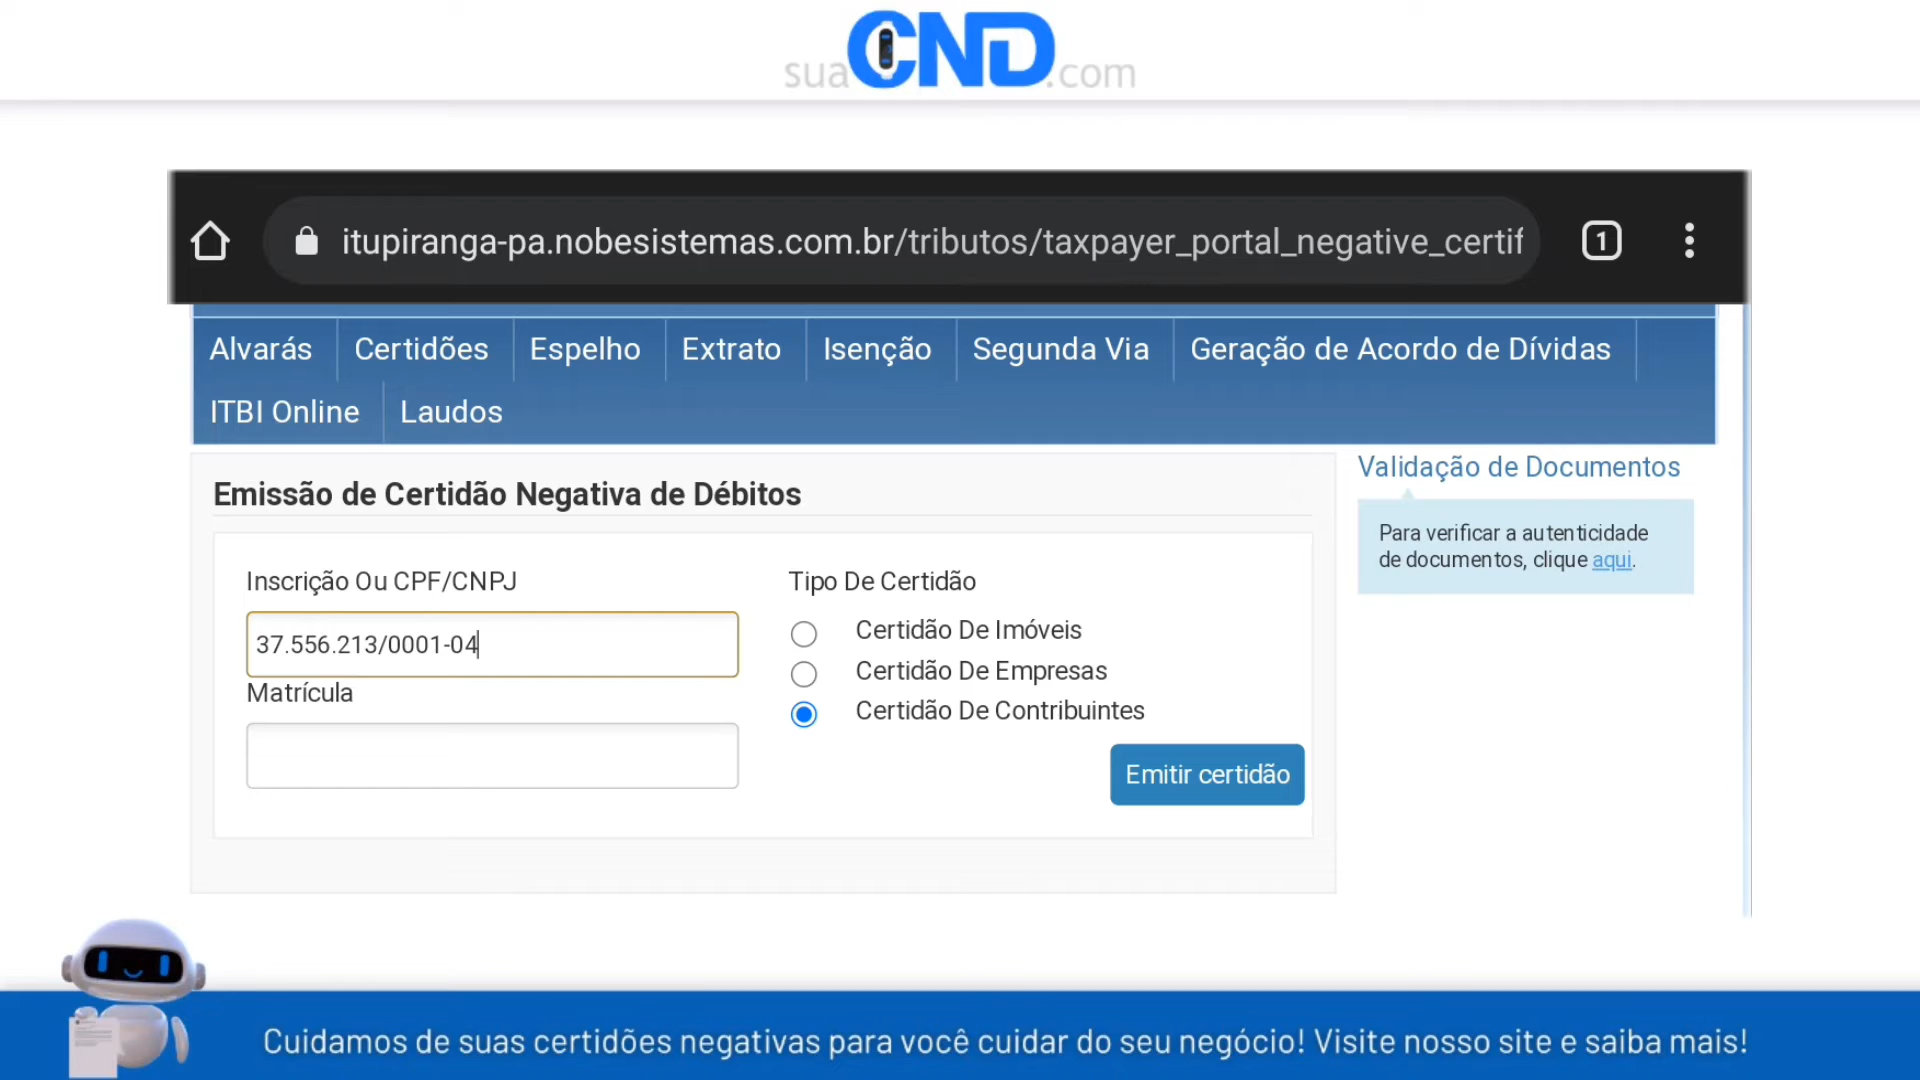 suaCND.com
itupiranga-pa.nobesistemas.com.br/tributos/taxpayer_portal_negative_certif
1
Alvarás
Certidões
Espelho
Extrato
Isenção
Segunda Via
Geração de Acordo de Dívidas
ITBI Online
Laudos
Emissão de Certidão Negativa de Débitos
Inscrição Ou CPF/CNPJ
37.556.213/0001-04
Matrícula
Tipo De Certidão
Certidão De Imóveis
Certidão De Empresas
Certidão De Contribuintes
Emitir certidão
Validação de Documentos
Para verificar a autenticidade
de documentos, clique aqui.
Cuidamos de suas certidões negativas para você cuidar do seu negócio! Visite nosso site e saiba mais!